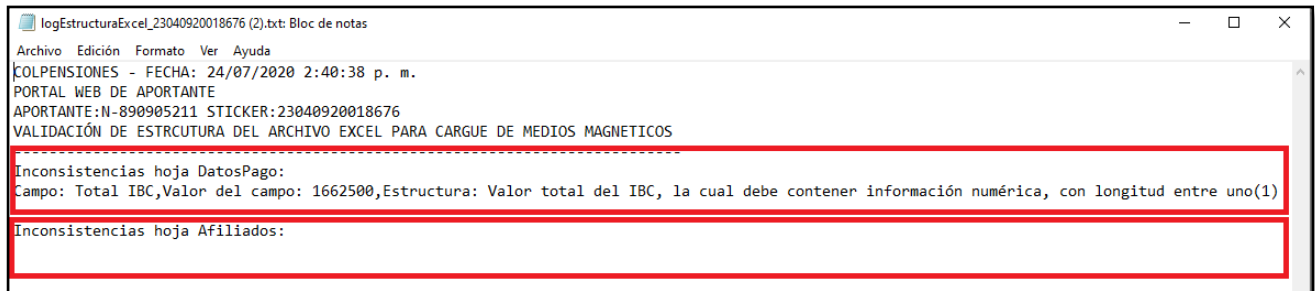 logEstructuraExcel_23040920018676 (2).txt: Bloc de notas
Archivo Edición Formato Ver Ayuda
COLPENSIONES - FECHA: 24/07/2020 2:40:38 p. m.
PORTAL WEB DE APORTANTE
APORTANTE:N-890905211 STICKER:23040920018676
VALIDACIÓN DE ESTRCUTURA DEL ARCHIVO EXCEL PARA CARGUE DE MEDIOS MAGNETICOS
--------------------------------------------------------------------------------
Inconsistencias hoja DatosPago:
Campo: Total IBC,Valor del campo: 1662500,Estructura: Valor total del IBC, la cual debe contener información numérica, con longitud entre uno(1)
Inconsistencias hoja Afiliados: